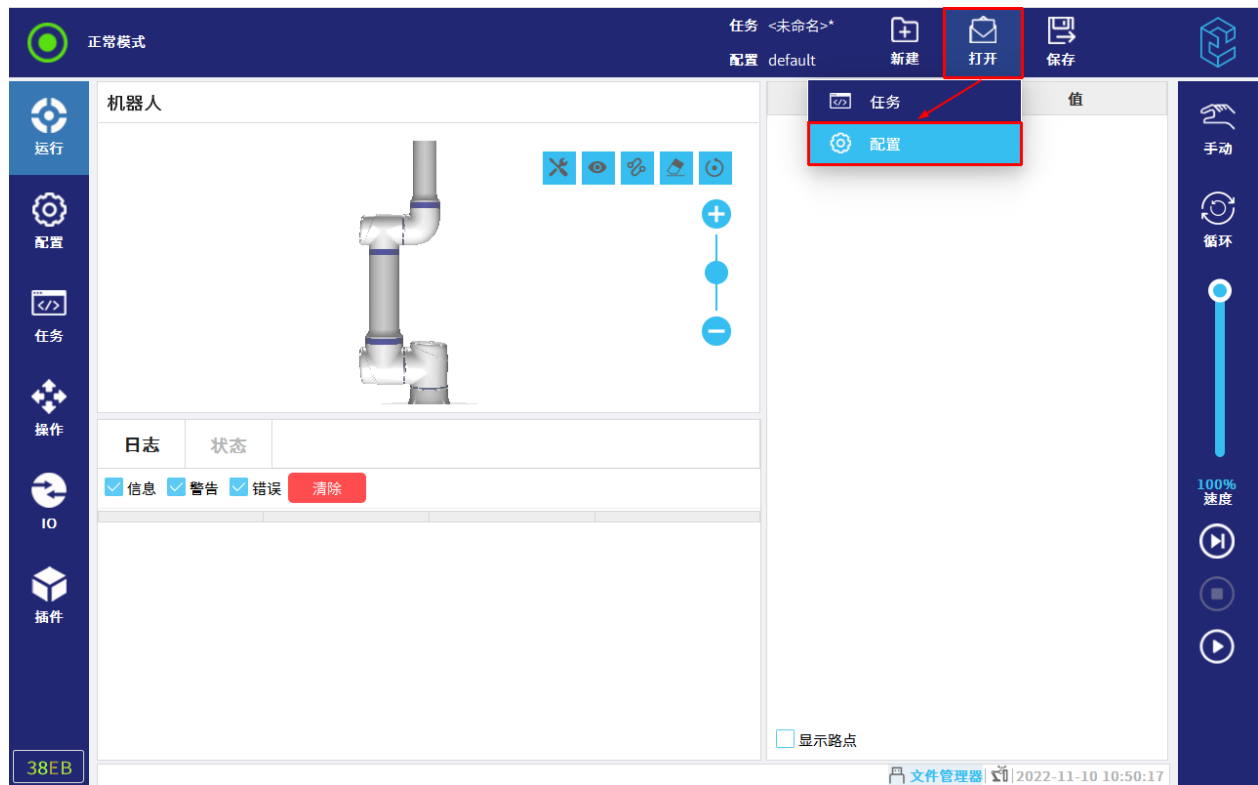 正常模式
任务 <未命名>*
配置 default
新建
打开
保存
任务
配置
运行
配置
任务
操作
IO
插件
38EB
机器人
日志
状态
信息
警告
错误
清除
值
显示路点
文件管理器
2022-11-10 10:50:17
手动
循环
100%
速度